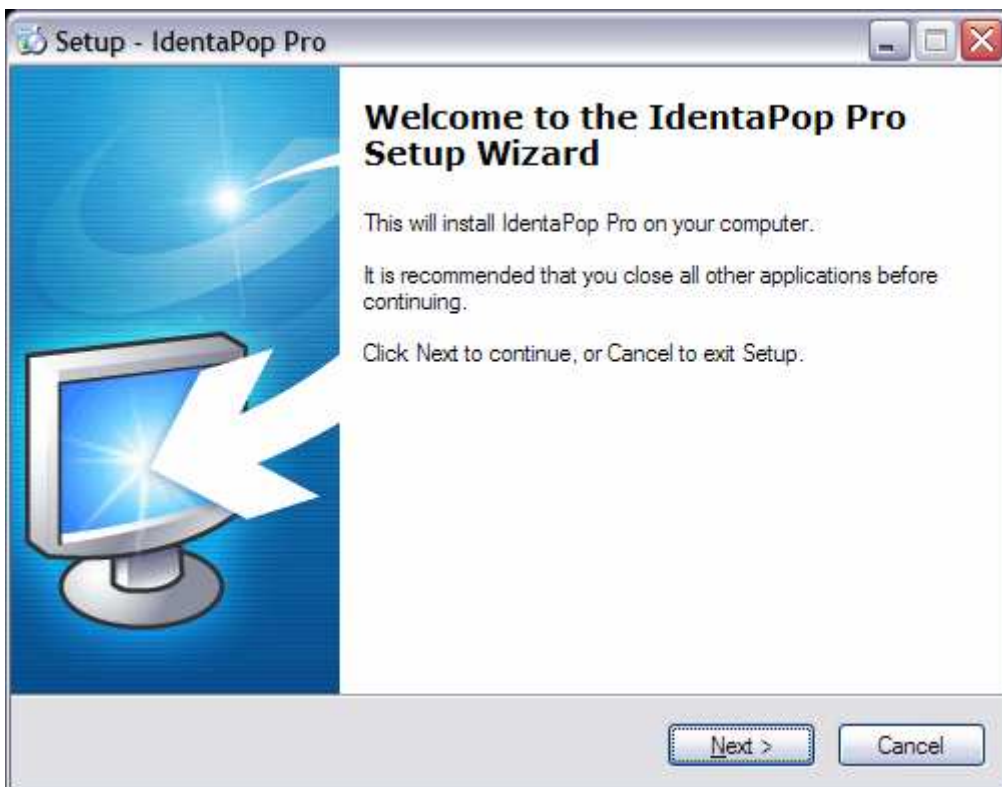 Setup - IdentaPop Pro
Welcome to the IdentaPop Pro
Setup Wizard
This will install IdentaPop Pro on your computer.
It is recommended that you close all other applications before
continuing.
Click Next to continue, or Cancel to exit Setup.
Next >
Cancel